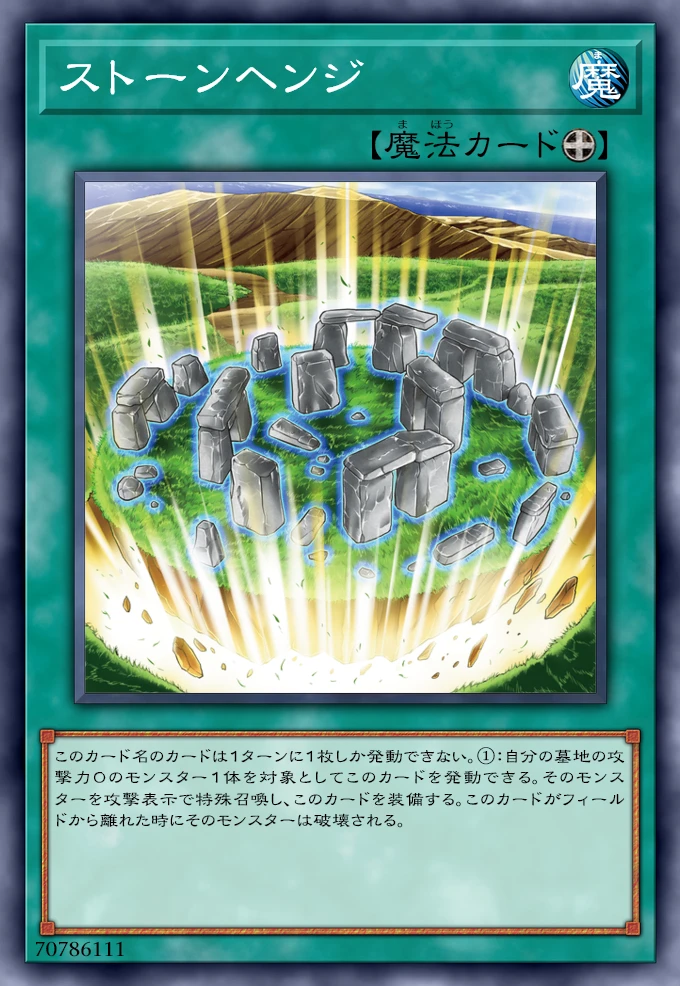 ストーンヘンジ
魔
ま
【魔法カード】
ま ほう
このカード名のカードは1ターンに1枚しか発動できない。①:自分の墓地の攻
撃力0のモンスター1体を対象としてこのカードを発動できる。そのモンス
ターを攻撃表示で特殊召喚し、このカードを装備する。このカードがフィール
ドから離れた時にそのモンスターは破壊される。
70786111